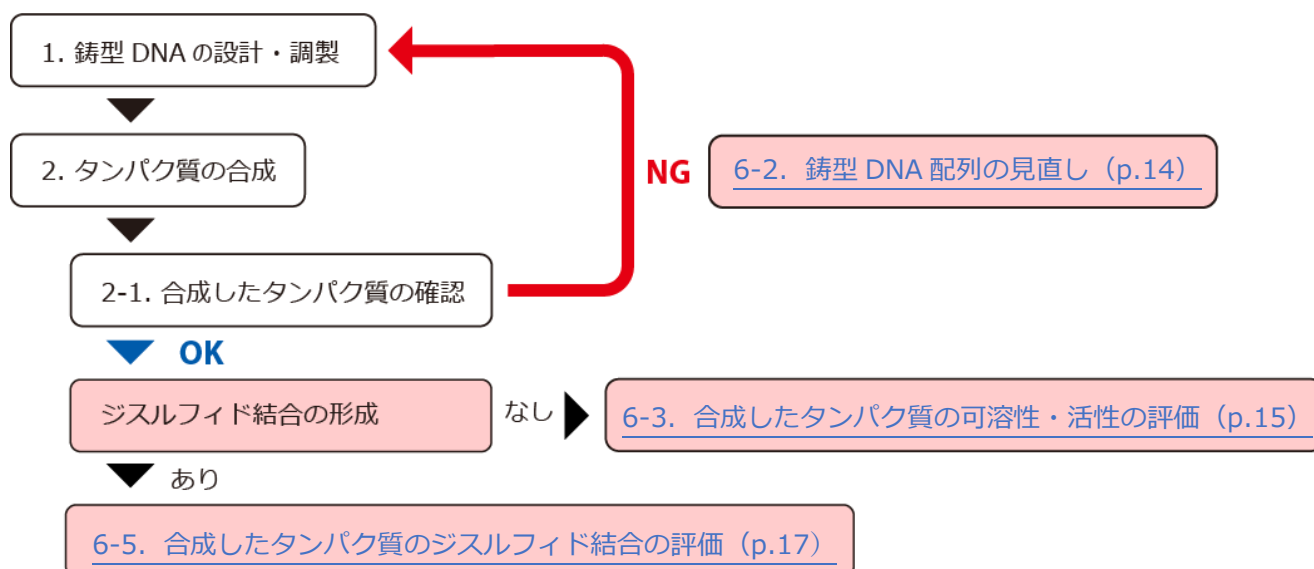 1. 鋳型 DNA の設計・調製
2. タンパク質の合成
NG
6-2. 鋳型 DNA 配列の見直し（p.14）
2-1. 合成したタンパク質の確認
OK
ジスルフィド結合の形成
なし
6-3. 合成したタンパク質の可溶性・活性の評価（p.15）
あり
6-5. 合成したタンパク質のジスルフィド結合の評価（p.17）